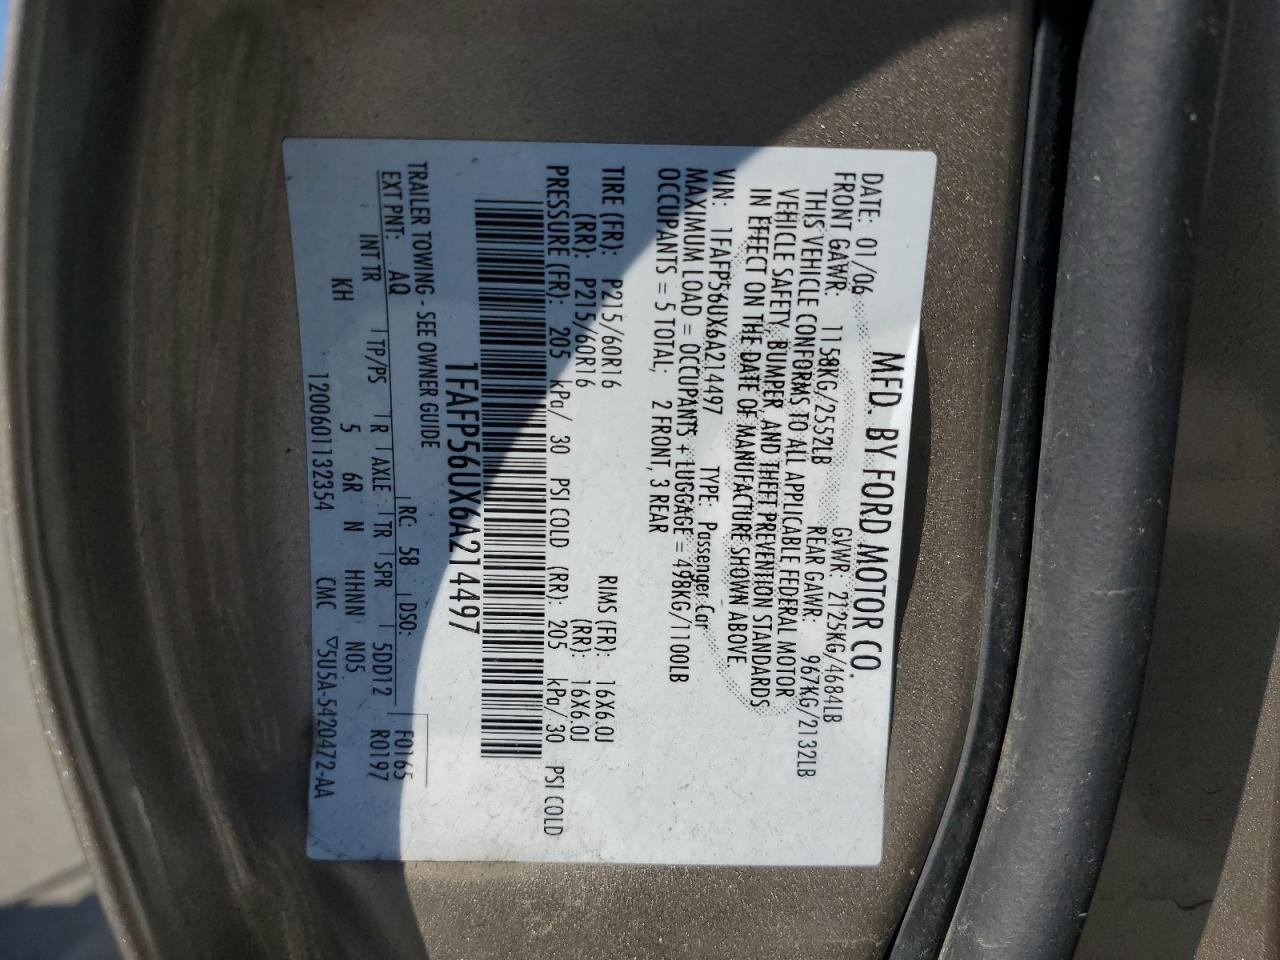 MFD. BY FORD MOTOR CO.
DATE: 01/06 GVWR: 2125KG/4684LB
FRONT GAWR: 1158KG/2552LB REAR GAWR: 967KG/2132LB
THIS VEHICLE CONFORMS TO ALL APPLICABLE FEDERAL MOTOR
VEHICLE SAFETY, BUMPER, AND THEFT PREVENTION STANDARDS
IN EFFECT ON THE DATE OF MANUFACTURE SHOWN ABOVE
VIN: 1FAFP56UX6A214497 TYPE: Passenger Car
MAXIMUM LOAD = OCCUPANTS + LUGGAGE = 498KG/1100LB
OCCUPANTS = 5 TOTAL, 2 FRONT, 3 REAR
TIRE (FR): P215/60R16 RIMS (FR): 16X6.0J
(RR): P215/60R16 (RR): 16X6.0J
PRESSURE (FR): 205 kPa/ 30 PSI COLD (RR): 205 kPa/ 30 PSI COLD
1FAFP56UX6A214497
TRAILER TOWING - SEE OWNER GUIDE F0165
EXT PNT: AQ RC: 58 DSO: R0197
INT TR TP/PS R AXLE TR SPR 5DD12
KH 5 6R N HHNN N05
1200601132354 CMC ▽5U5A-5420472-AA